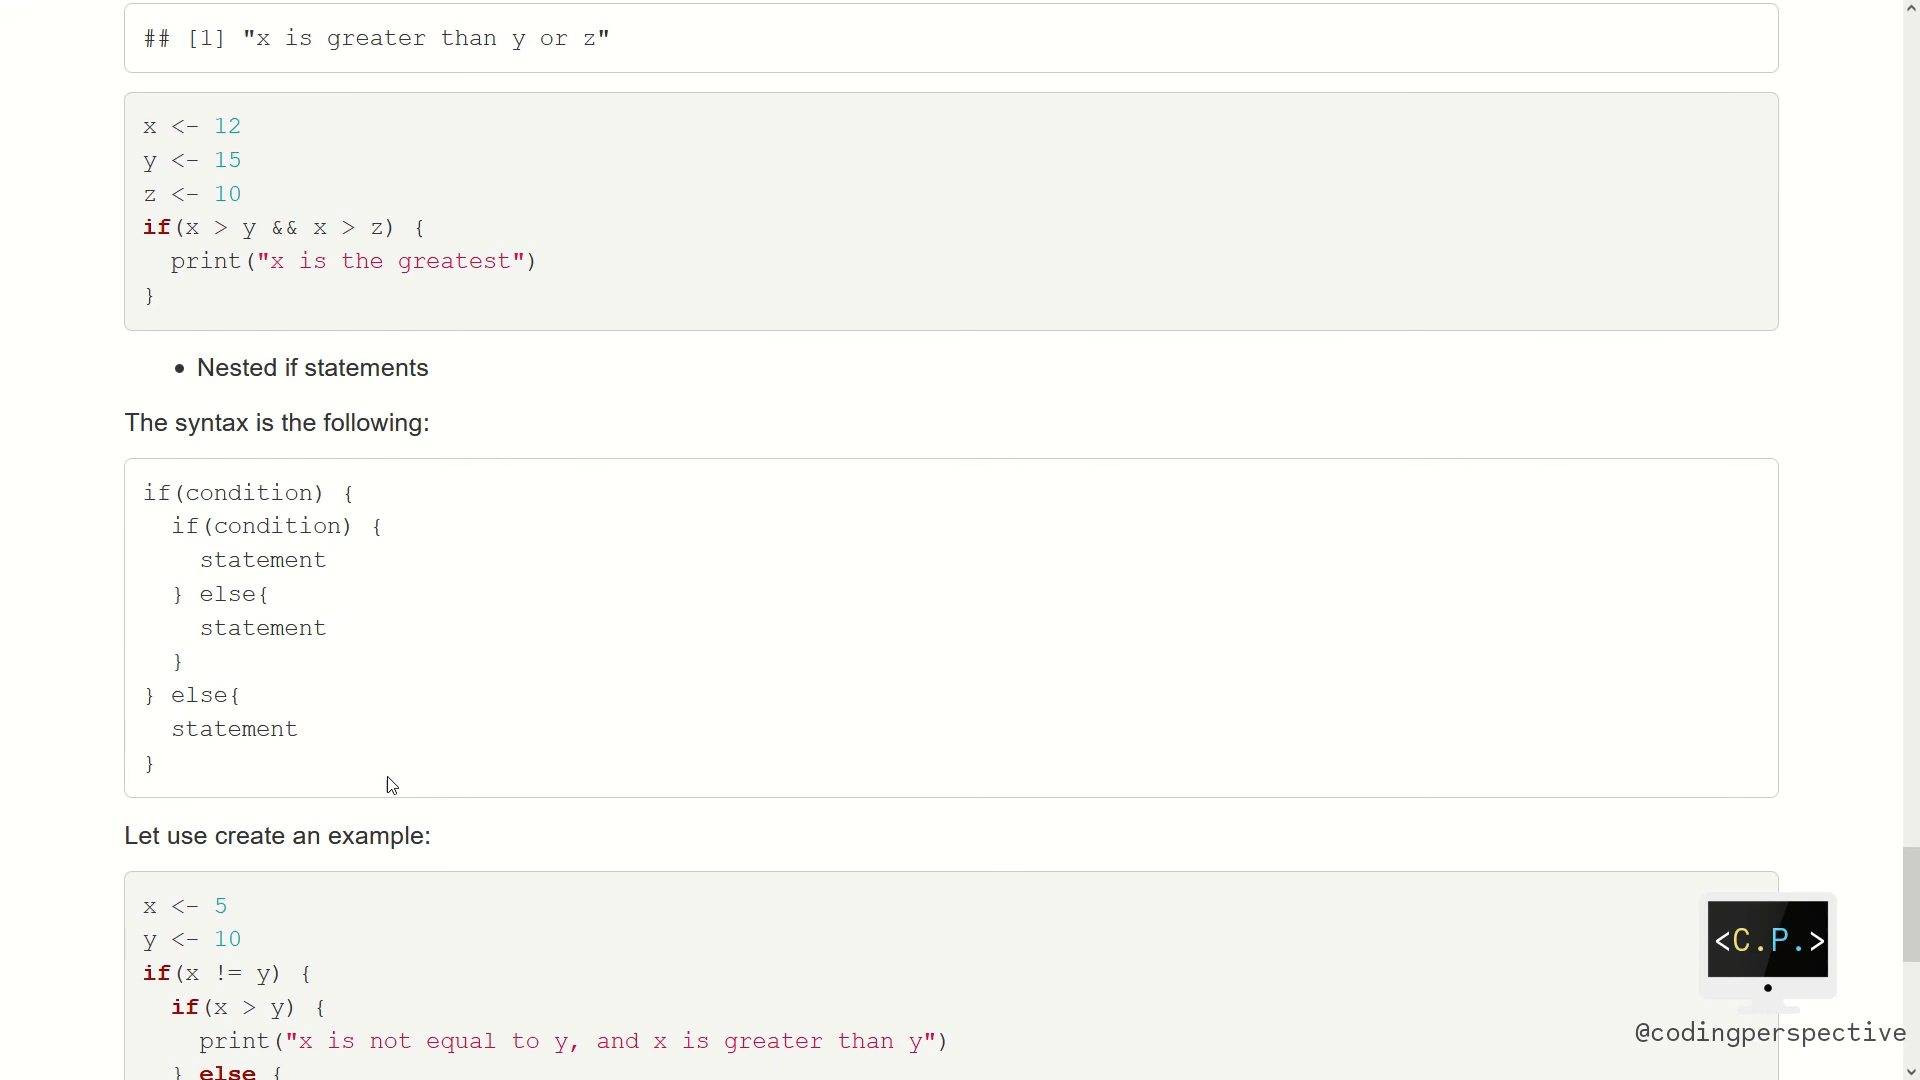 ## [1] "x is greater than y or z"
x <- 12
y <- 15
z <- 10
if(x > y && x > z) {
  print("x is the greatest")
}
• Nested if statements
The syntax is the following:
if(condition) {
  if(condition) {
    statement
  } else{
    statement
  }
} else{
  statement
}
Let use create an example:
x <- 5
y <- 10
if(x != y) {
  if(x > y) {
    print("x is not equal to y, and x is greater than y")
  } else {
<C.P.>
@codingperspective